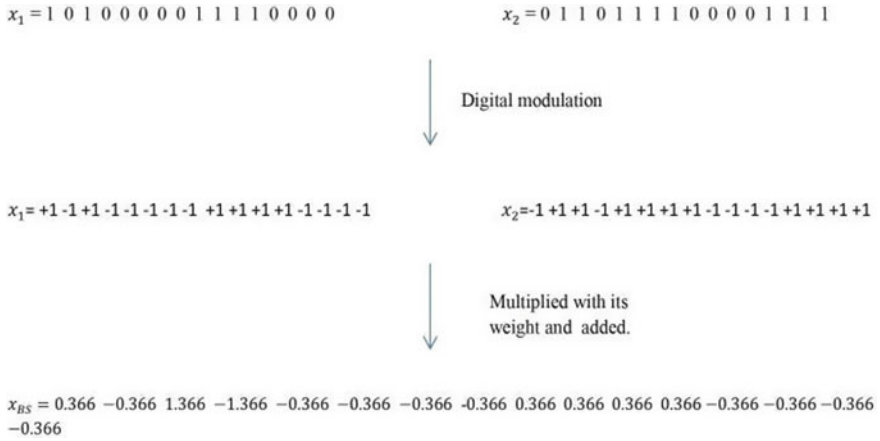 x₁ = 1 0 1 0 0 0 0 0 1 1 1 1 0 0 0 0
x₂ = 0 1 1 0 1 1 1 1 0 0 0 0 1 1 1 1
Digital modulation
x₁= +1 -1 +1 -1 -1 -1 -1 -1 +1 +1 +1 +1 -1 -1 -1 -1
x₂=-1 +1 +1 -1 +1 +1 +1 +1 -1 -1 -1 -1 +1 +1 +1 +1
Multiplied with its
weight and added.
x_BS = 0.366 −0.366 1.366 −1.366 −0.366 −0.366 −0.366 -0.366 0.366 0.366 0.366 0.366 −0.366 −0.366 −0.366
−0.366